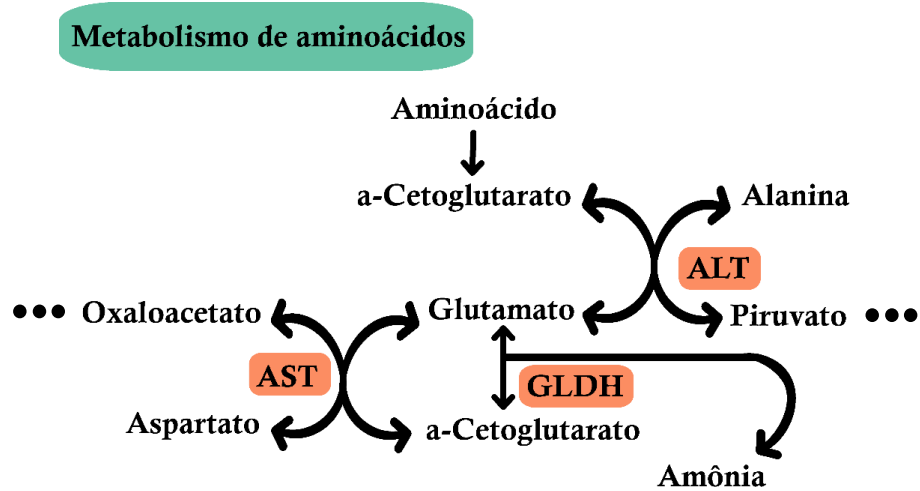 Metabolismo de aminoácidos
Aminoácido
a-Cetoglutarato
Alanina
ALT
••• Oxaloacetato
Glutamato
Piruvato •••
AST
GLDH
Aspartato
a-Cetoglutarato
Amônia